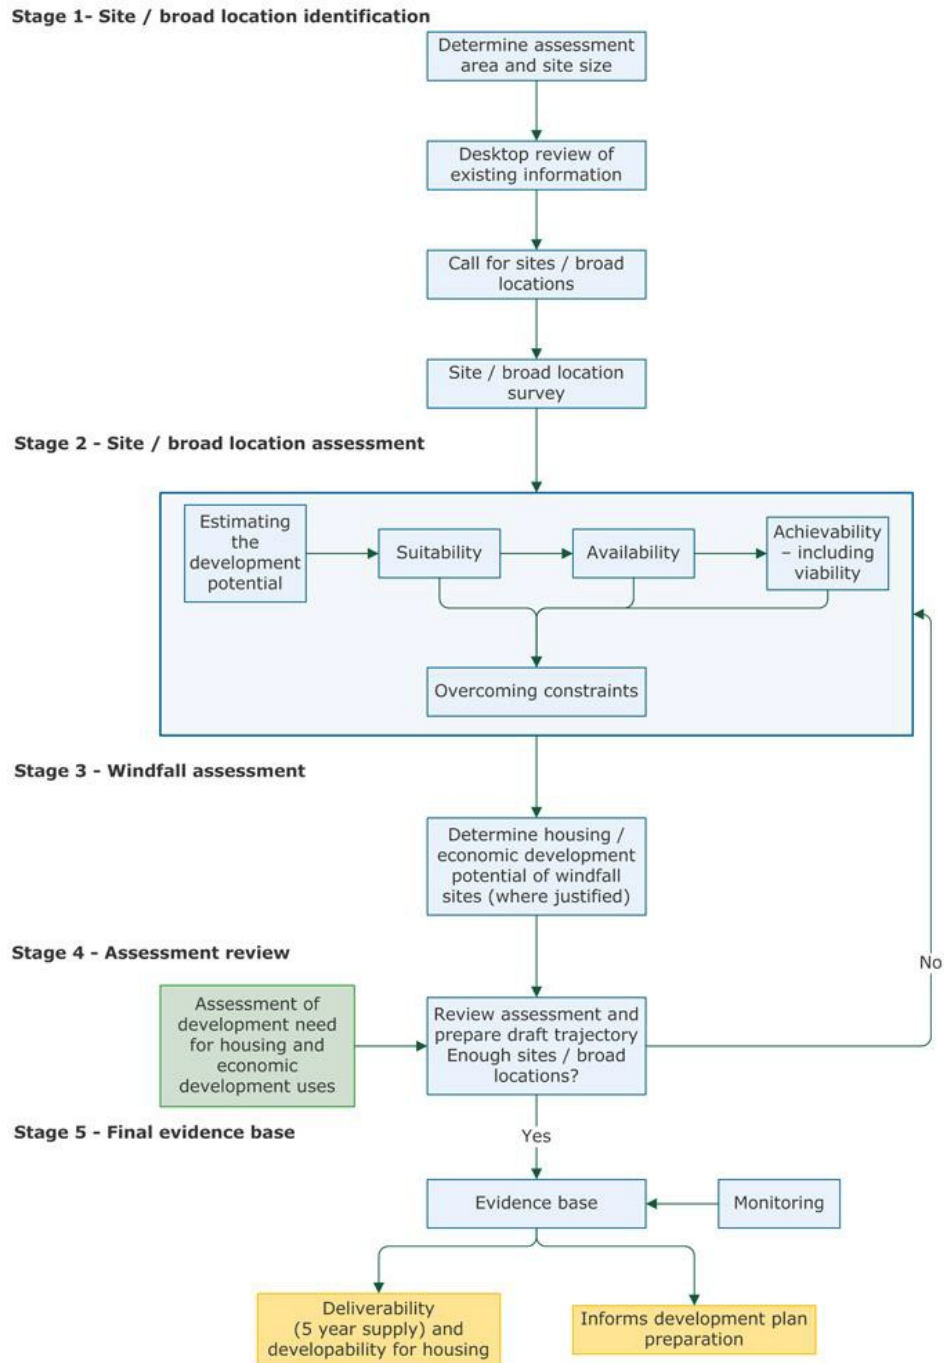 Stage 1- Site / broad location identification
Determine assessment
area and site size
Desktop review of
existing information
Call for sites / broad
locations
Site / broad location
survey
Stage 2 - Site / broad location assessment
Estimating
the
development
potential
Suitability
Availability
Achievability
– including
viability
Overcoming constraints
Stage 3 - Windfall assessment
Determine housing /
economic development
potential of windfall
sites (where justified)
Stage 4 - Assessment review
No
Assessment of
development need
for housing and
economic
development uses
Review assessment and
prepare draft trajectory
Enough sites / broad
locations?
Stage 5 - Final evidence base
Yes
Evidence base
Monitoring
Deliverability
(5 year supply) and
developability for housing
Informs development plan
preparation